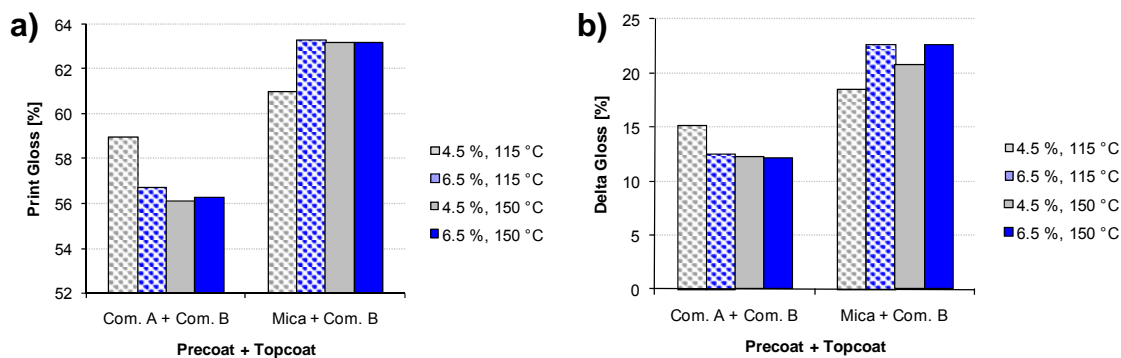 a)
Print Gloss [%]
64
62
60
58
56
54
52
Com. A + Com. B
Mica + Com. B
Precoat + Topcoat
4.5 %, 115 °C
6.5 %, 115 °C
4.5 %, 150 °C
6.5 %, 150 °C
b)
Delta Gloss [%]
25
20
15
10
5
0
Com. A + Com. B
Mica + Com. B
Precoat + Topcoat
4.5 %, 115 °C
6.5 %, 115 °C
4.5 %, 150 °C
6.5 %, 150 °C